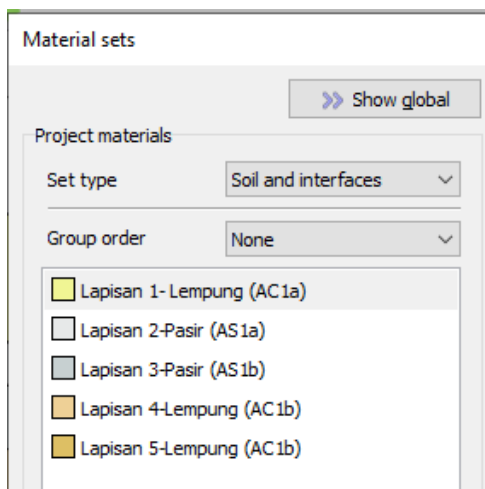 Material sets
Show global
Project materials
Set type Soil and interfaces
Group order None
Lapisan 1- Lempung (AC1a)
Lapisan 2-Pasir (AS1a)
Lapisan 3-Pasir (AS1b)
Lapisan 4-Lempung (AC1b)
Lapisan 5-Lempung (AC1b)